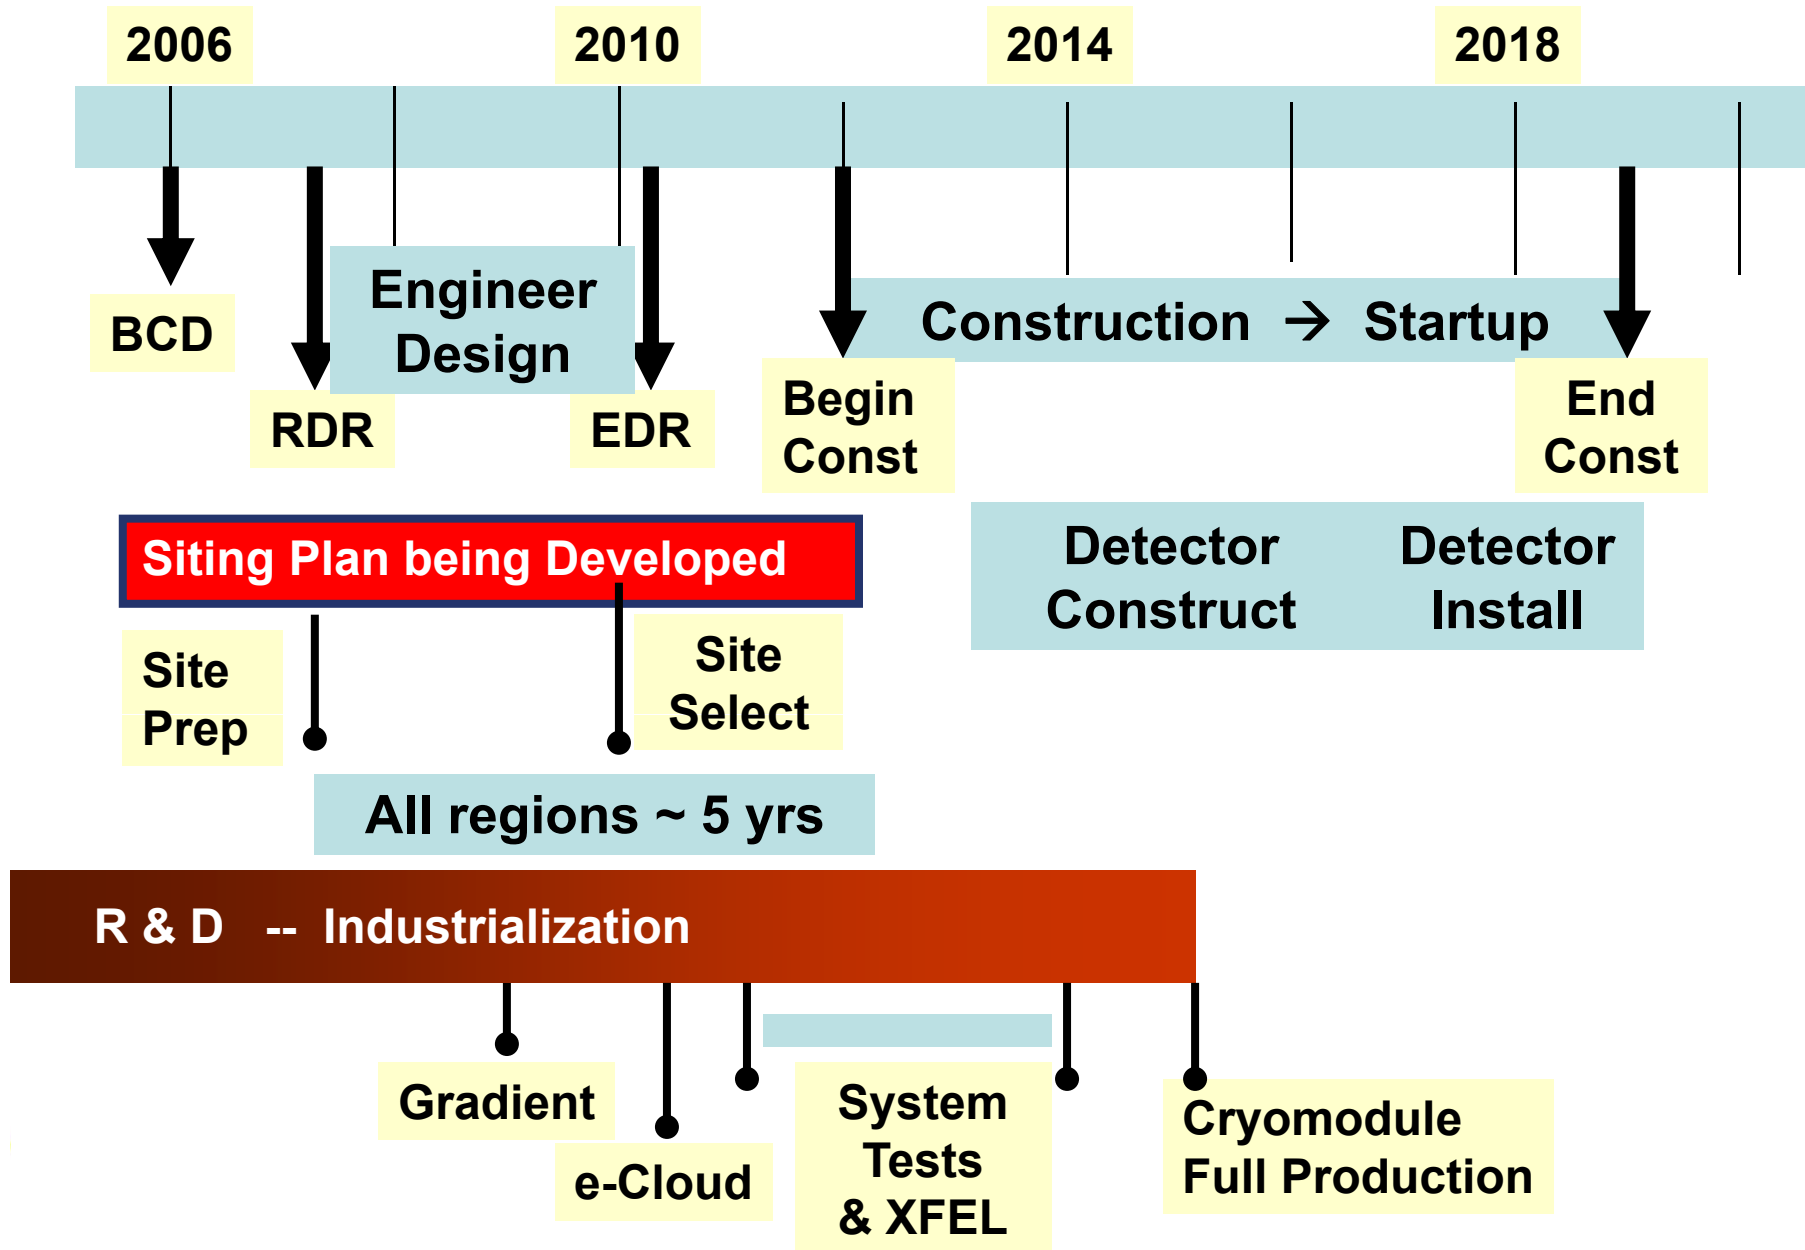 2006
2010
2014
2018
BCD
RDR
Engineer
Design
EDR
Begin
Const
Construction → Startup
End
Const
Siting Plan being Developed
Detector
Construct
Detector
Install
Site
Prep
Site
Select
All regions ~ 5 yrs
R & D -- Industrialization
Gradient
e-Cloud
System
Tests
& XFEL
Cryomodule
Full Production